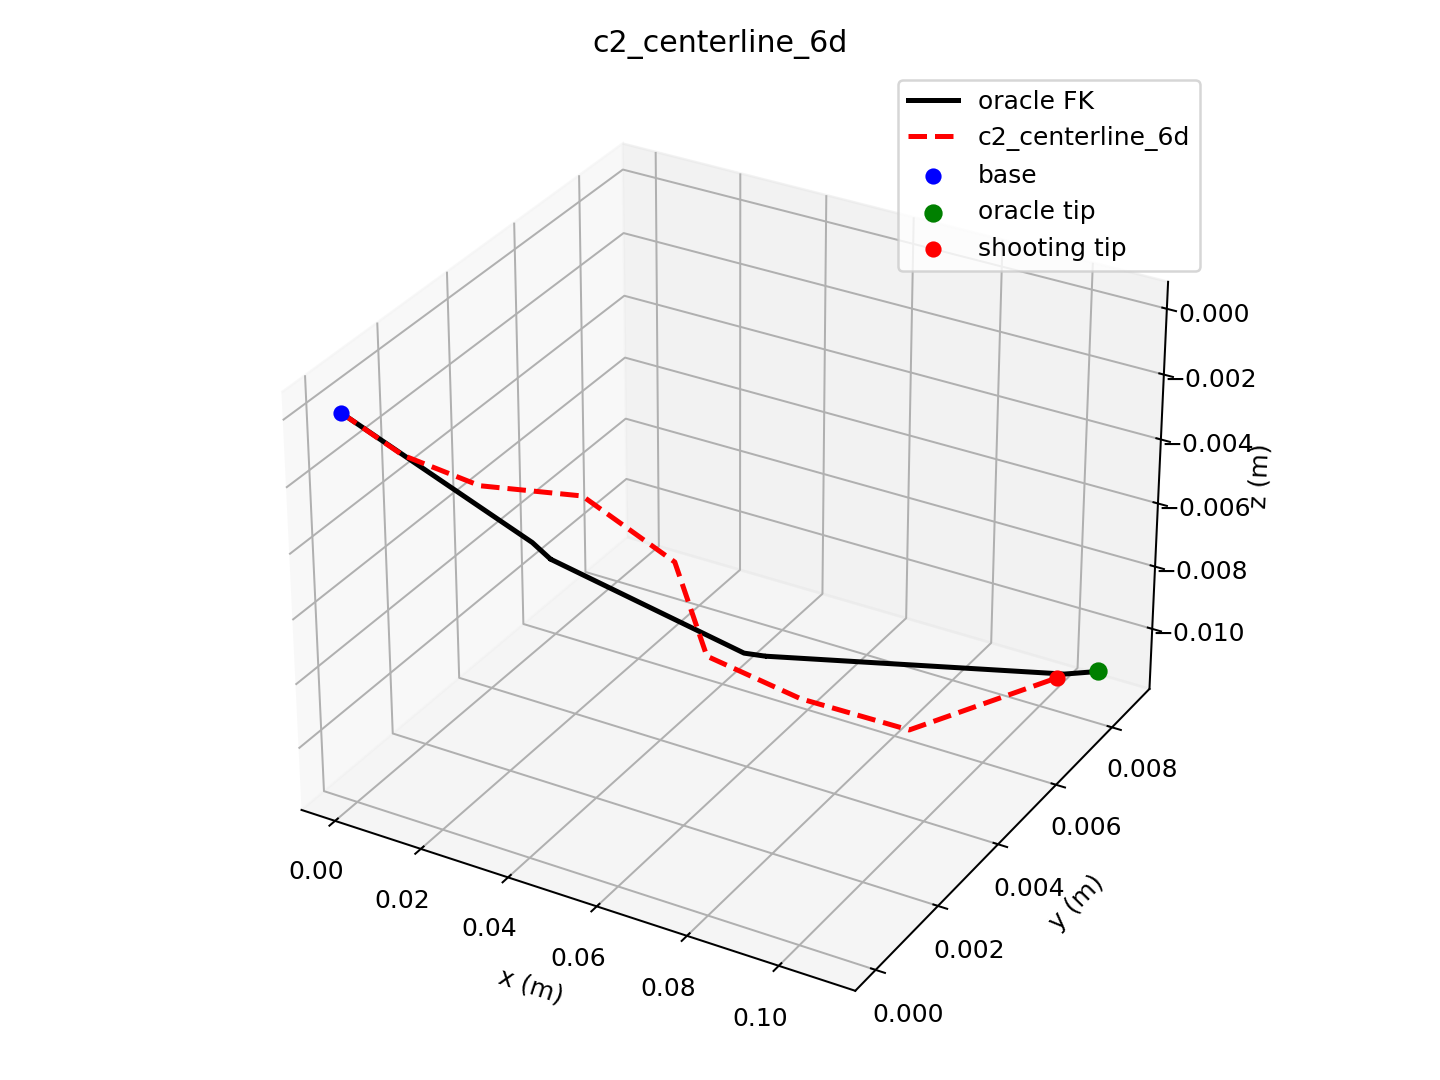 c2_centerline_6d
oracle FK
c2_centerline_6d
base
oracle tip
shooting tip
0.000
−0.002
−0.004
−0.006
−0.008
−0.010
z (m)
0.008
0.006
0.004
0.002
0.000
y (m)
0.00
0.02
0.04
0.06
0.08
0.10
x (m)